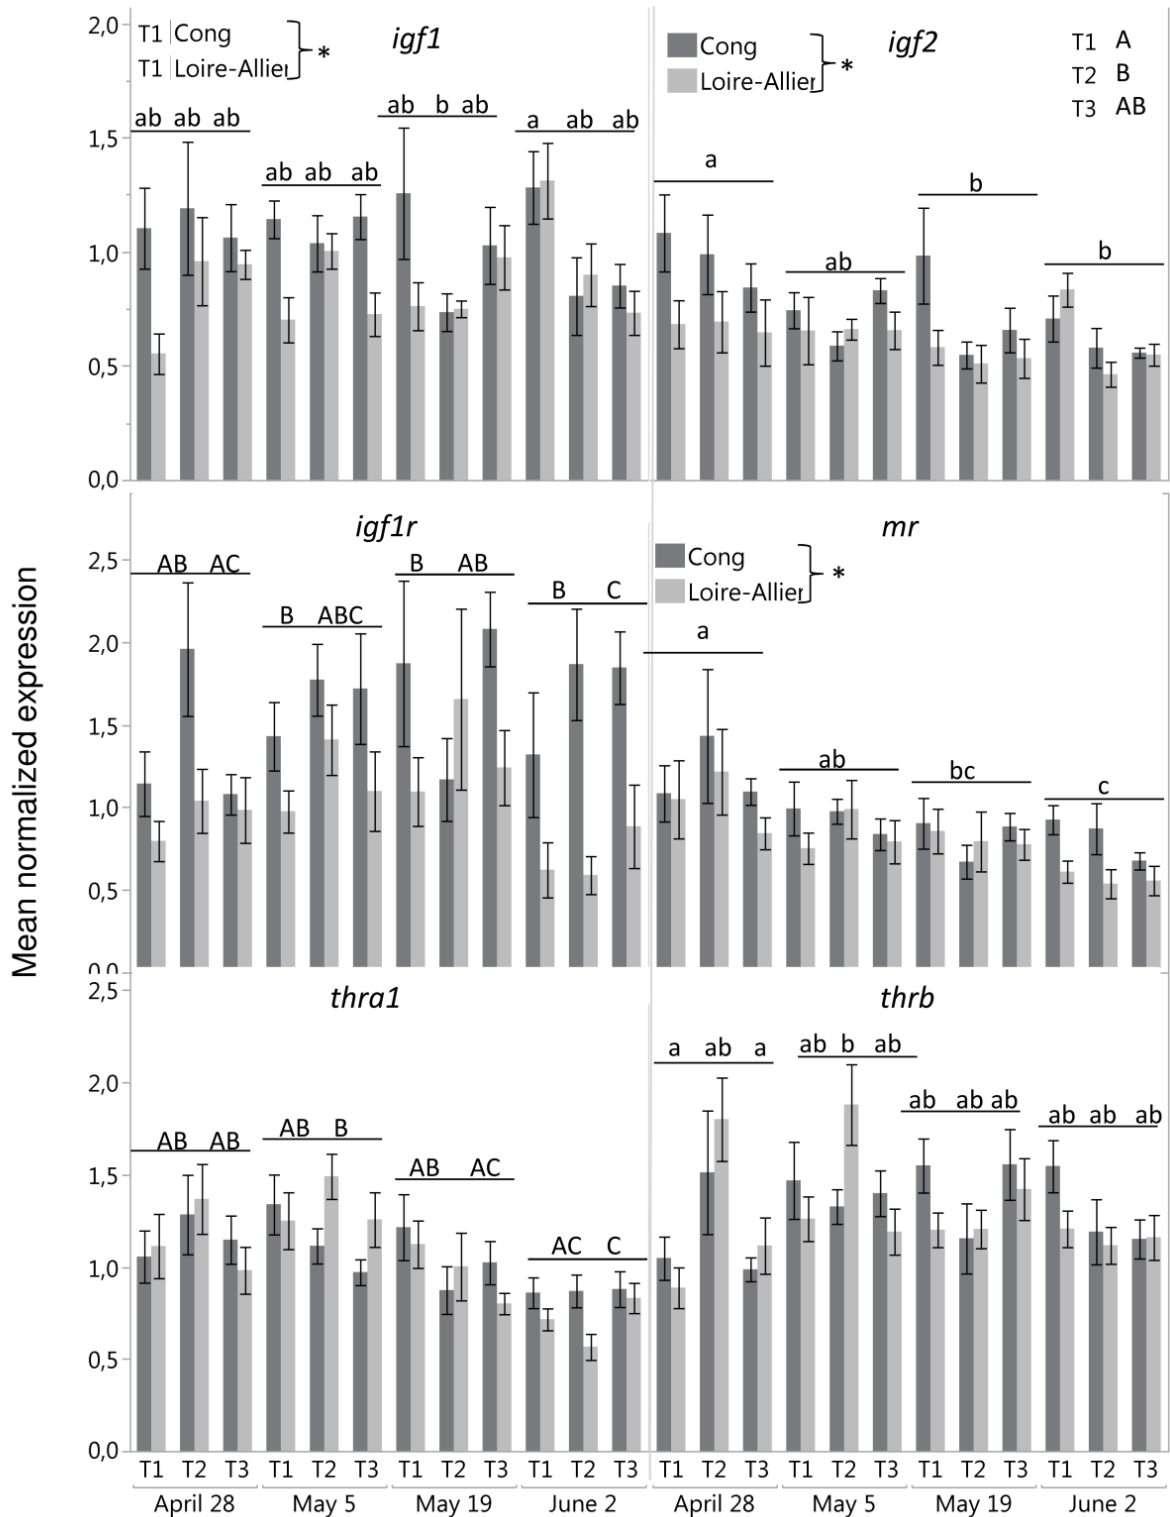 2,0
T1 Cong
T1 Loire-Allier
*
igf1
Cong
Loire-Allier
*
igf2
T1 A
T2 B
T3 AB
ab ab ab
ab ab ab
ab b ab
a ab ab
1,5
1,0
0,5
0,0
a
ab
b
b
Mean normalized expression
igf1r
2,5
2,0
1,5
1,0
0,5
0,0
AB AC
B ABC
B AB
B C
mr
Cong
Loire-Allier
*
a
ab
bc
c
thra1
2,5
2,0
1,5
1,0
0,5
0,0
AB AB
AB B
AB AC
AC C
thrb
a ab a
ab b ab
ab ab ab
ab ab ab
T1 T2 T3 T1 T2 T3 T1 T2 T3 T1 T2 T3 T1 T2 T3 T1 T2 T3 T1 T2 T3 T1 T2 T3
April 28 May 5 May 19 June 2 April 28 May 5 May 19 June 2